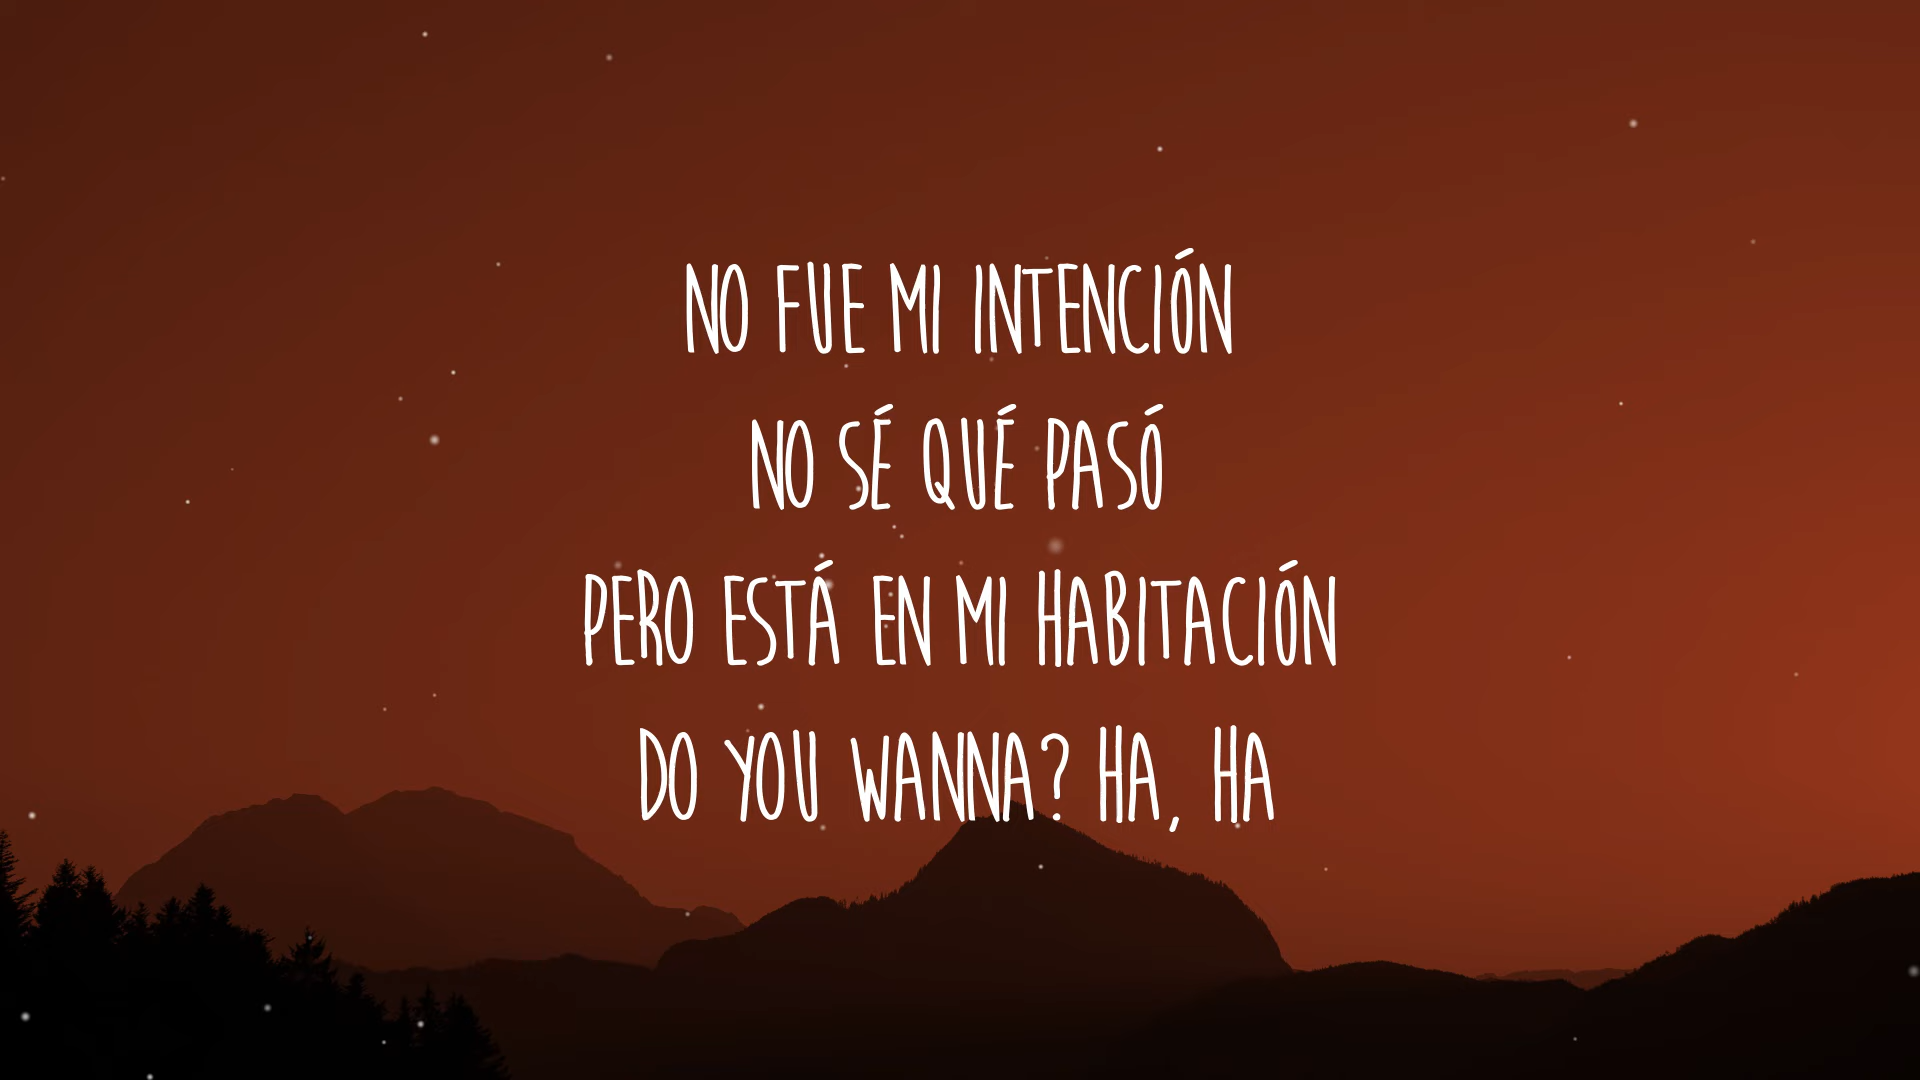 NO FUE MI INTENCIÓN
NO SÉ QUÉ PASÓ
PERO ESTÁ EN MI HABITACIÓN
DO YOU WANNA? HA, HA